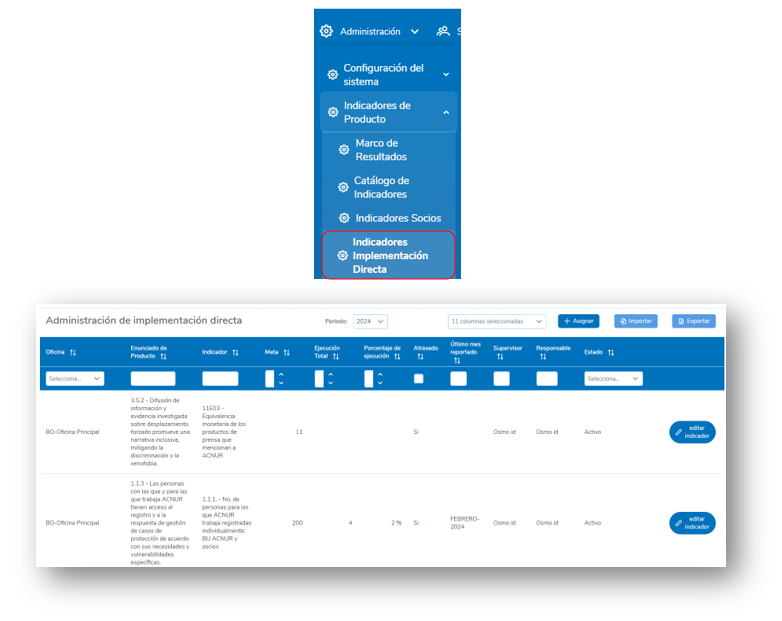 Administración
S
Configuración del
sistema
Indicadores de
Producto
Marco de
Resultados
Catálogo de
Indicadores
Indicadores Socios
Indicadores
Implementación
Directa
Administración de implementación directa
Periodo: 2024
11 columnas seleccionadas
+ Asignar
Importar
Exportar
Oficina
Enunciado de
Producto
Indicador
Meta
Ejecución
Total
Porcentaje de
ejecución
Atrasado
Último mes
reportado
Supervisor
Responsable
Estado
Selecciona...
Selecciona...
BO-Oficina Principal
3.5.2 - Difusión de
información y
evidencia investigada
sobre desplazamiento
forzado promueve una
narrativa inclusiva,
mitigando la
discriminación y la
xenofobia.
11E03 -
Equivalencia
monetaria de los
productos de
prensa que
mencionan a
ACNUR
11
Si
Osmo id
Osmo id
Activo
editar
indicador
BO-Oficina Principal
1.1.3 - Las personas
con las que y para las
que trabaja ACNUR
tienen acceso al
registro y a la
respuesta de gestión
de casos de
protección de acuerdo
con sus necesidades y
vulnerabilidades
específicas.
1.1.1. - No. de
personas para las
que ACNUR
trabaja registradas
individualmente:
BU ACNUR y
socios
200
4
2 %
Si
FEBRERO-
2024
Osmo id
Osmo id
Activo
editar
indicador